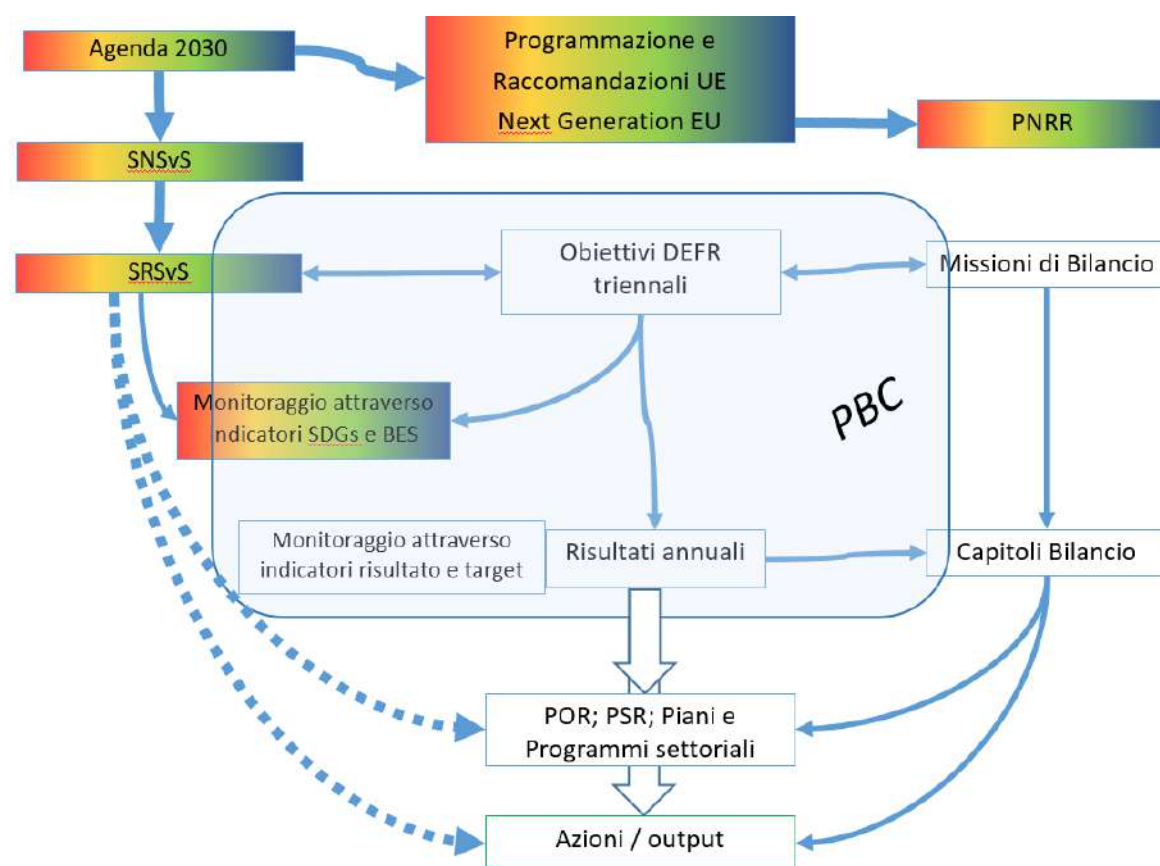 Agenda 2030
Programmazione e
Raccomandazioni UE
Next Generation EU
PNRR
SNSvS
SRSvS
Obiettivi DEFR
triennali
Missioni di Bilancio
Monitoraggio attraverso
indicatori SDGs e BES
PBC
Monitoraggio attraverso
indicatori risultato e target
Risultati annuali
Capitoli Bilancio
POR; PSR; Piani e
Programmi settoriali
Azioni / output